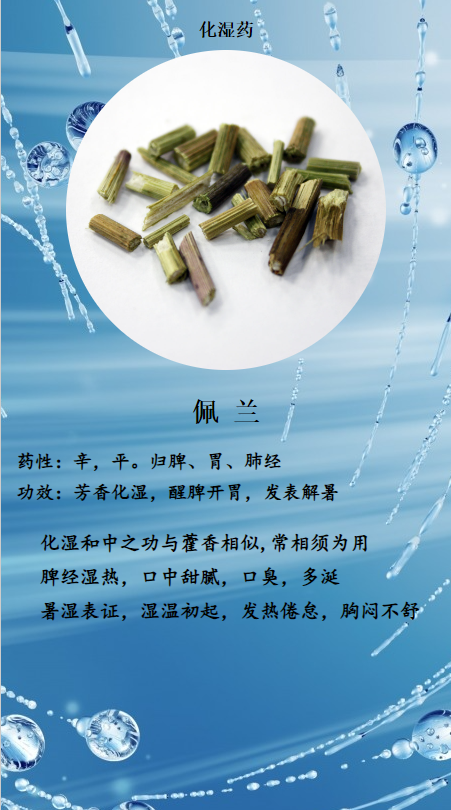 化湿药
佩 兰
药性：辛，平。归脾、胃、肺经
功效：芳香化湿，醒脾开胃，发表解暑
化湿和中之功与藿香相似,常相须为用
脾经湿热，口中甜腻，口臭，多涎
暑湿表证，湿温初起，发热倦怠，胸闷不舒